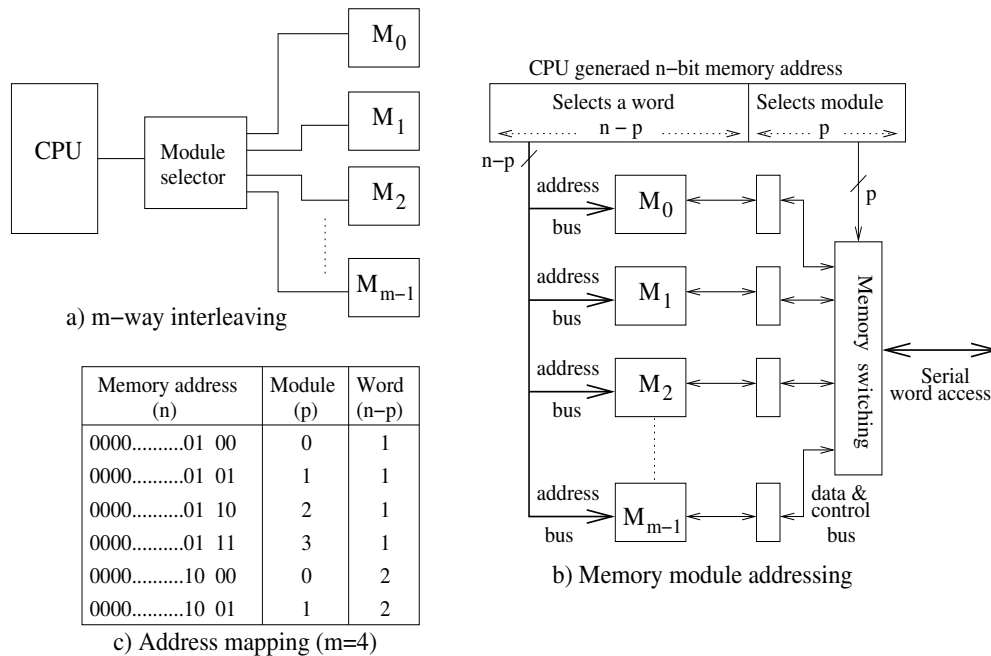 CPU
Module
selector
M0
M1
M2
Mm−1
a) m−way interleaving
CPU generaed n−bit memory address
Selects a word
n − p
Selects module
p
n−p
p
address
bus
M0
address
bus
M1
address
bus
M2
address
bus
Mm−1
Memory switching
Serial
word access
data &
control
bus
b) Memory module addressing
Memory address Module Word
(n) (p) (n−p)
0000..........01 00 0 1
0000..........01 01 1 1
0000..........01 10 2 1
0000..........01 11 3 1
0000..........10 00 0 2
0000..........10 01 1 2
c) Address mapping (m=4)